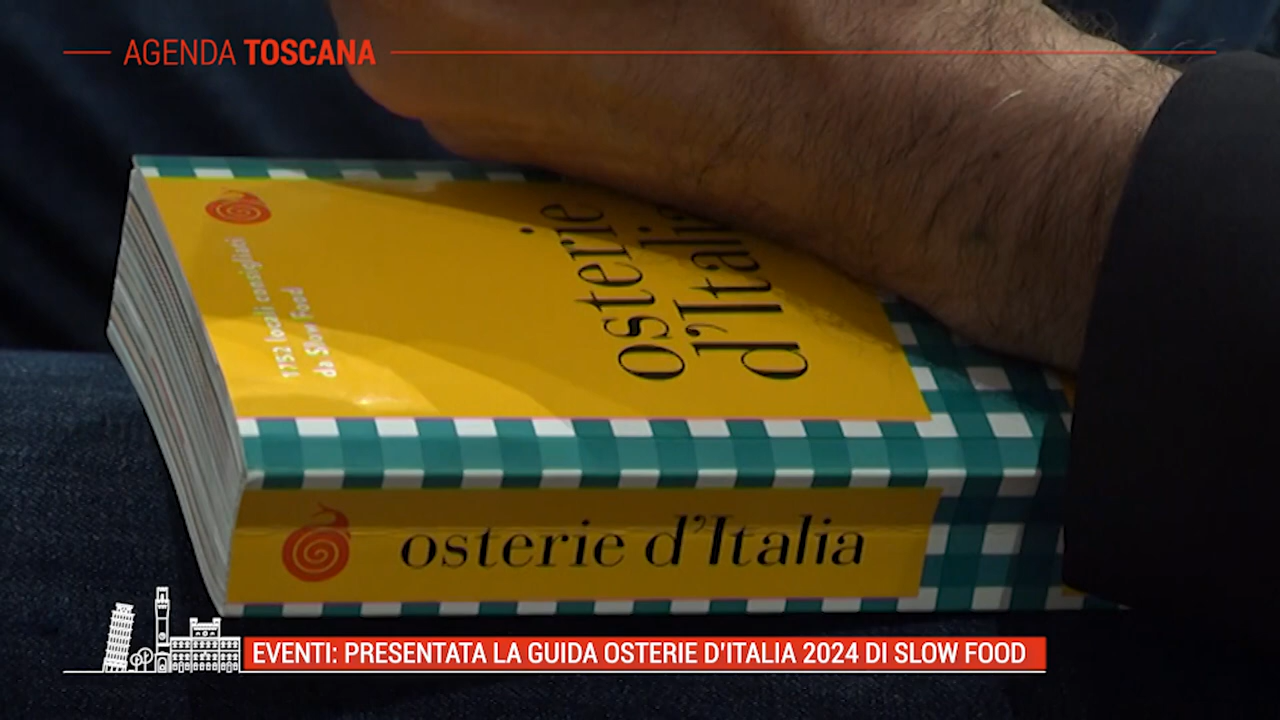 AGENDA TOSCANA
osterie
d'Italia
1752 locali consigliati
da Slow Food
osterie d'Italia
EVENTI: PRESENTATA LA GUIDA OSTERIE D'ITALIA 2024 DI SLOW FOOD